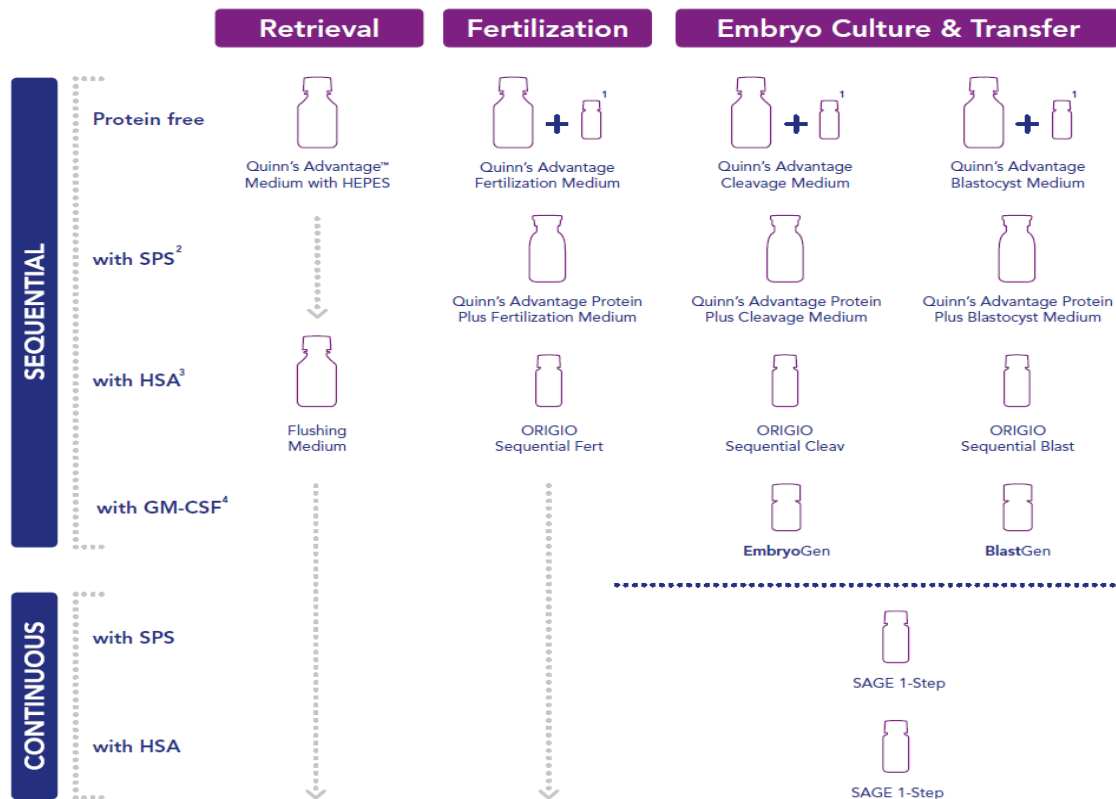 Retrieval
Fertilization
Embryo Culture & Transfer
SEQUENTIAL
Protein free
1
1
1
Quinn's Advantage™
Medium with HEPES
Quinn's Advantage
Fertilization Medium
Quinn's Advantage
Cleavage Medium
Quinn's Advantage
Blastocyst Medium
with SPS²
Quinn's Advantage Protein
Plus Fertilization Medium
Quinn's Advantage Protein
Plus Cleavage Medium
Quinn's Advantage Protein
Plus Blastocyst Medium
with HSA³
Flushing
Medium
ORIGIO
Sequential Fert
ORIGIO
Sequential Cleav
ORIGIO
Sequential Blast
with GM-CSF⁴
EmbryoGen
BlastGen
CONTINUOUS
with SPS
SAGE 1-Step
with HSA
SAGE 1-Step